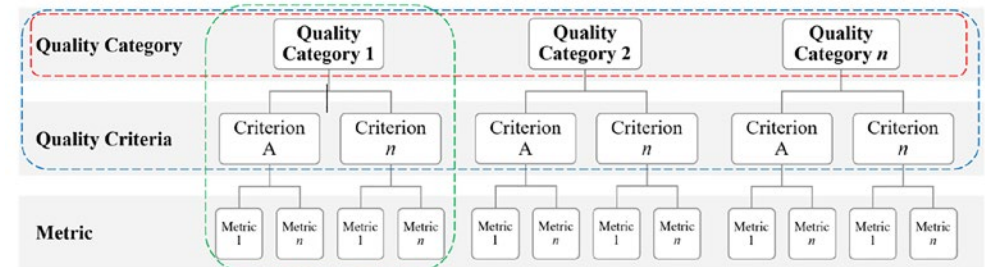 Quality Category
Quality
Category 1
Quality
Category 2
Quality
Category n
Quality Criteria
Criterion
A
Criterion
n
Criterion
A
Criterion
n
Criterion
A
Criterion
n
Metric
Metric
1
Metric
n
Metric
1
Metric
n
Metric
1
Metric
n
Metric
1
Metric
n
Metric
1
Metric
n
Metric
1
Metric
n